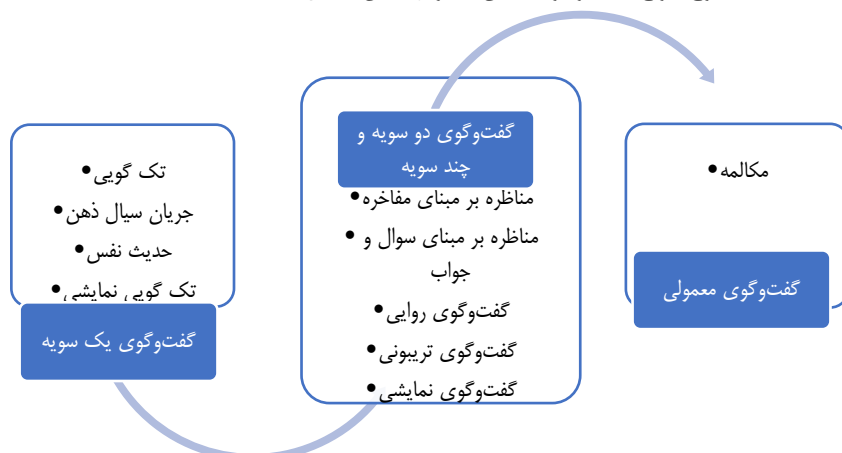 مکالمه•
گفت‌وگوی معمولی
گفت‌وگوی دو سویه و
چند سویه
مناظره بر مبنای مفاخره•
مناظره بر مبنای سوال و •
جواب
گفت‌وگوی روایی•
گفت‌وگوی تریبونی•
گفت‌وگوی نمایشی•
تک گویی•
جریان سیال ذهن•
حدیث نفس•
تک گویی نمایشی•
گفت‌وگوی یک سویه